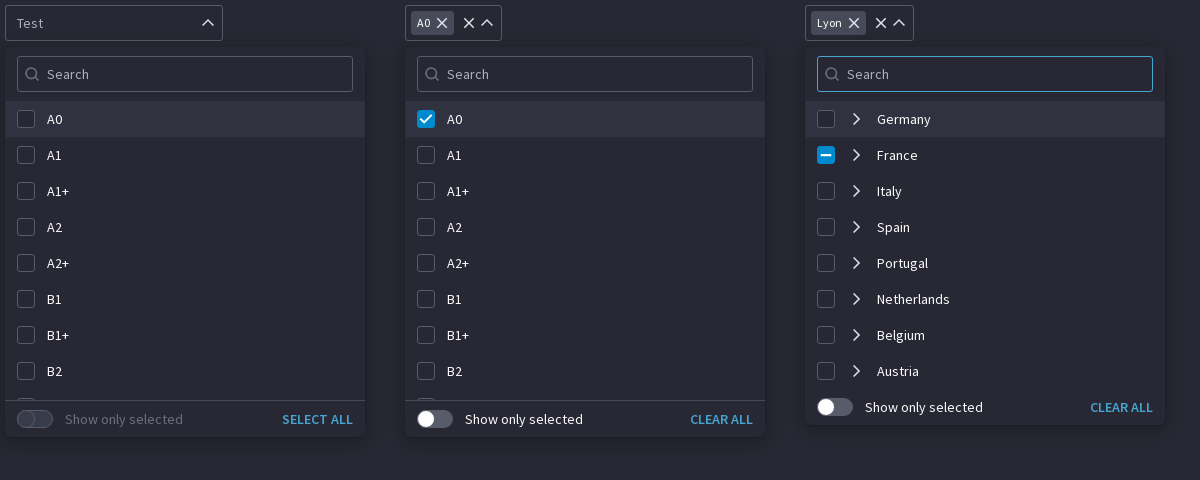 Test
Search
A0
A1
A1+
A2
A2+
B1
B1+
B2
Show only selected SELECT ALL
A0
Search
A0
A1
A1+
A2
A2+
B1
B1+
B2
Show only selected CLEAR ALL
Lyon
Search
Germany
France
Italy
Spain
Portugal
Netherlands
Belgium
Austria
Show only selected CLEAR ALL